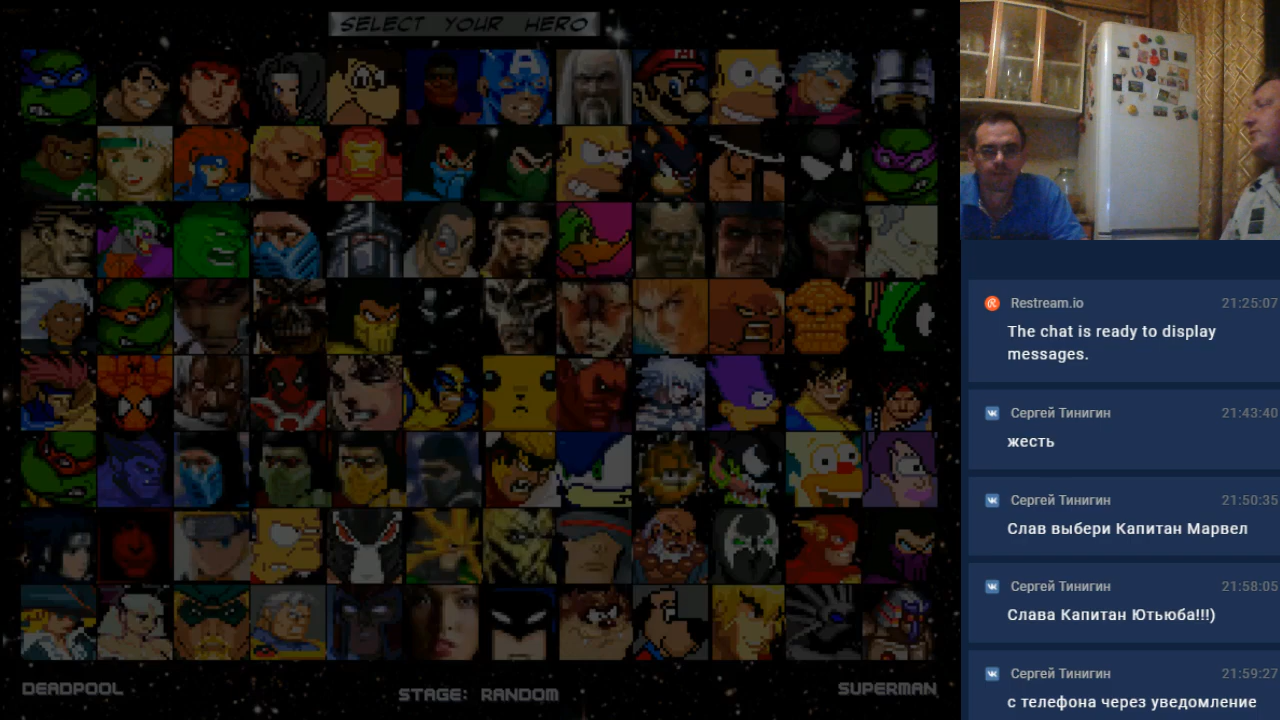 SELECT YOUR HERO
A
DEADPOOL
STAGE: RANDOM
SUPERMAN
Restream.io 21:25:07
The chat is ready to display
messages.
Сергей Тинигин 21:43:40
жесть
Сергей Тинигин 21:50:35
Слав выбери Капитан Марвел
Сергей Тинигин 21:58:05
Слава Капитан Ютьюба!!!)
Сергей Тинигин 21:59:27
с телефона через уведомление